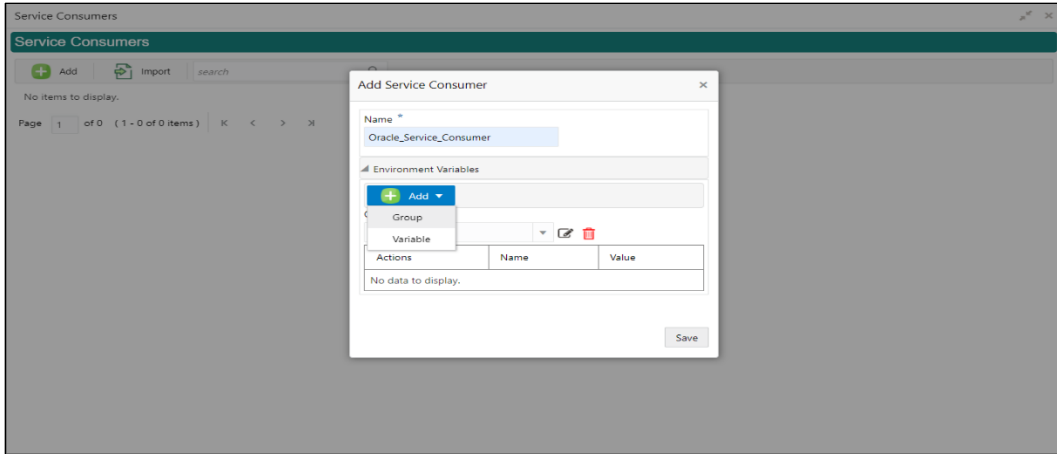 Service Consumers
Service Consumers
Add Import search
No items to display.
Page 1 of 0 (1 - 0 of 0 items)
Add Service Consumer
Name *
Oracle_Service_Consumer
Environment Variables
Add
Group
Variable
Actions Name Value
No data to display.
Save